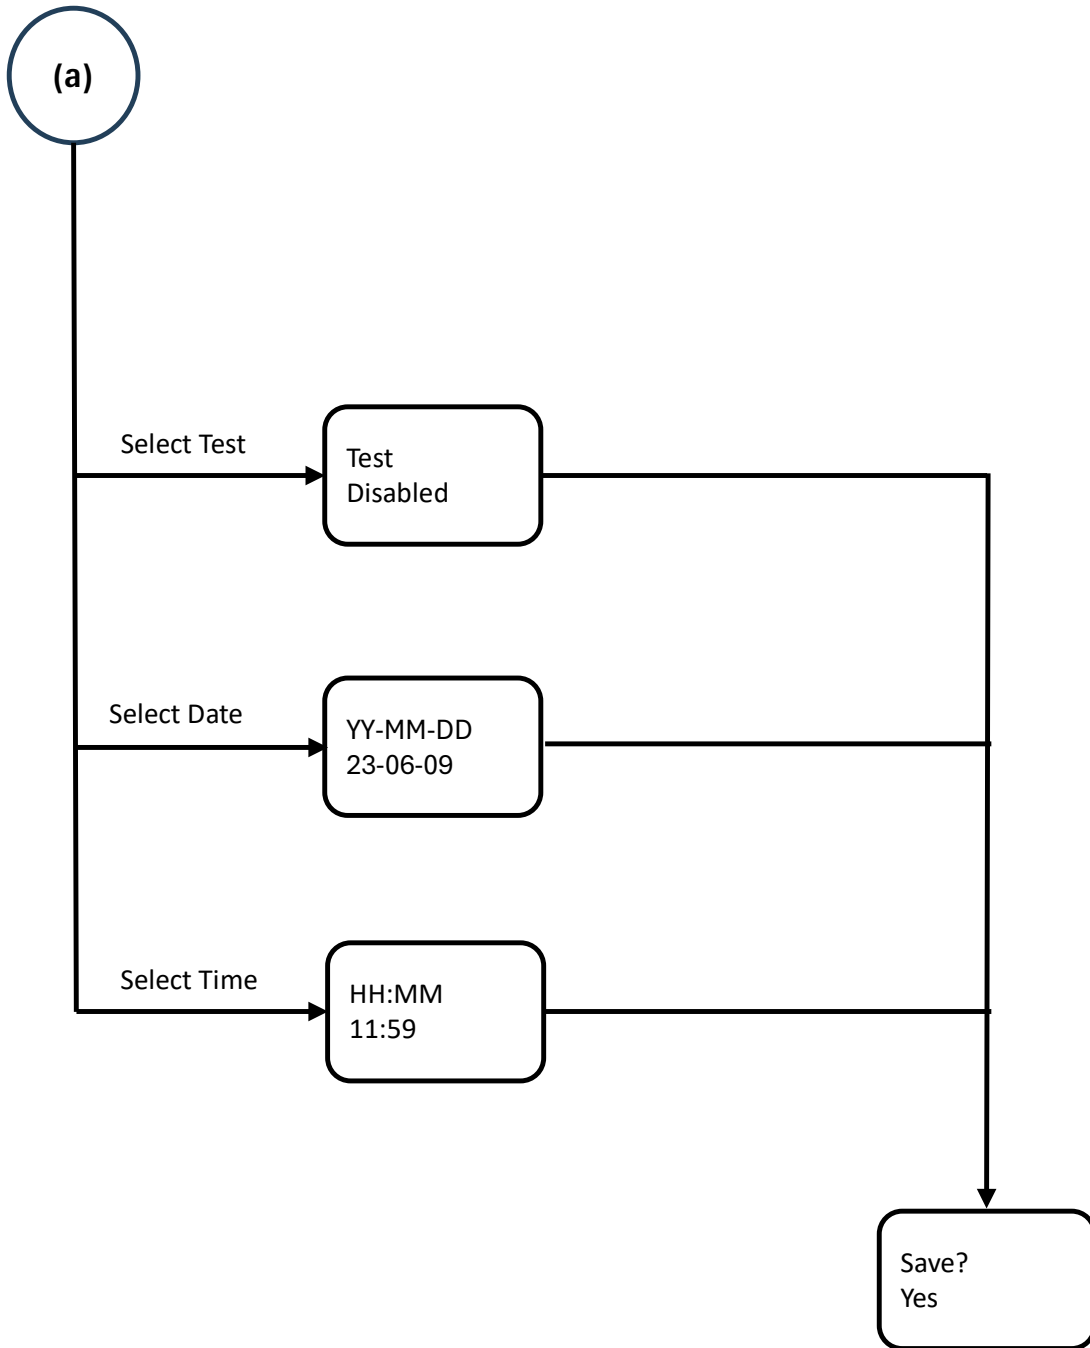 (a)
Select Test
Test
Disabled
Select Date
YY-MM-DD
23-06-09
Select Time
HH:MM
11:59
Save?
Yes